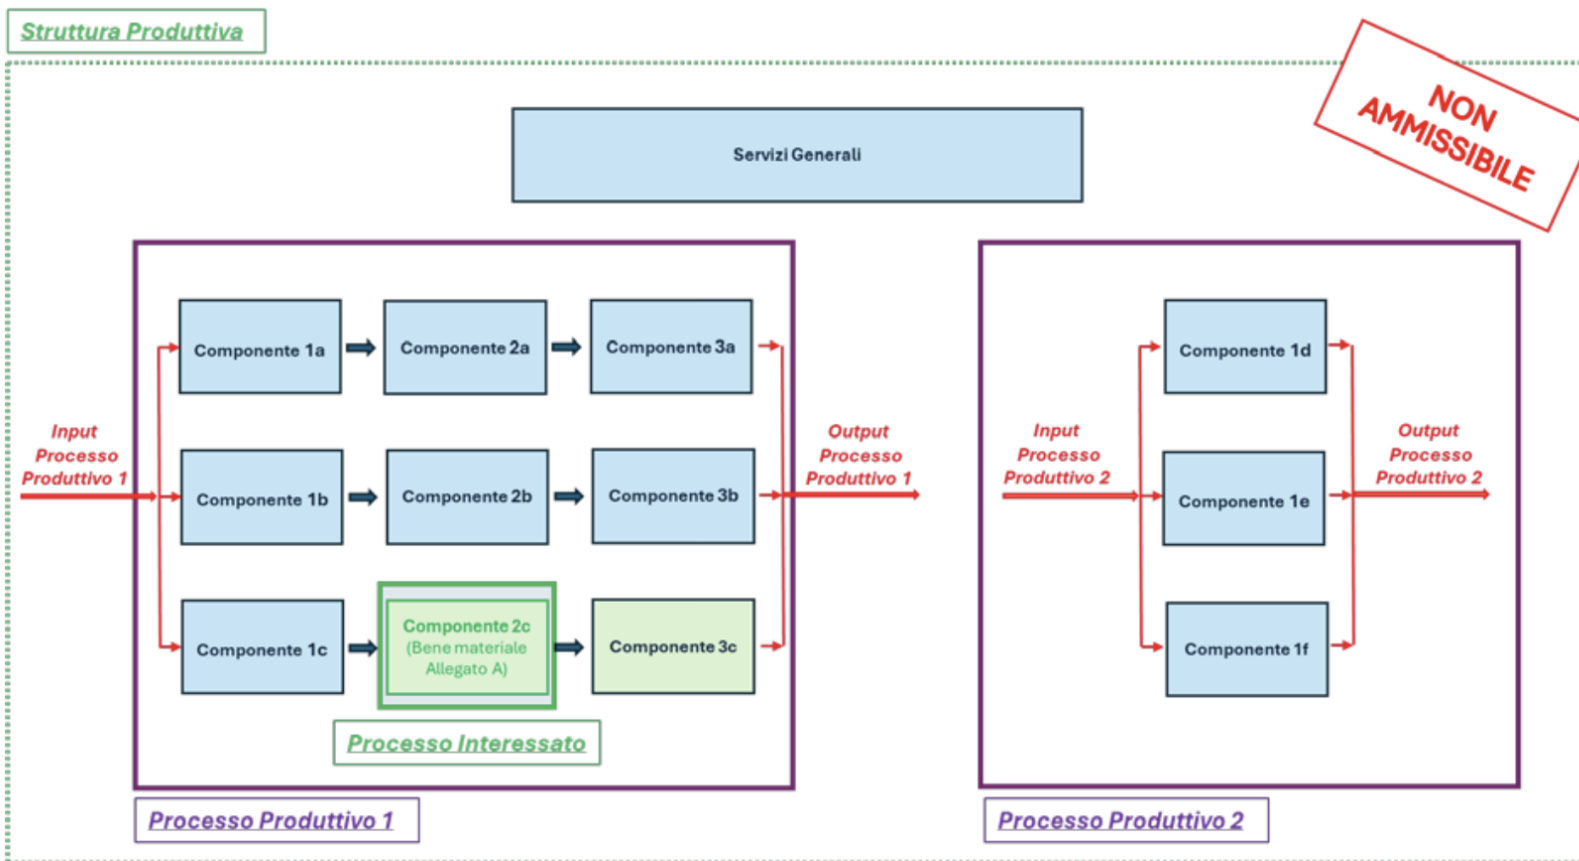 Struttura Produttiva
NON
AMMISSIBILE
Servizi Generali
Componente 1a
Componente 2a
Componente 3a
Componente 1d
Input
Processo
Produttivo 1
Output
Processo
Produttivo 1
Input
Processo
Produttivo 2
Output
Processo
Produttivo 2
Componente 1b
Componente 2b
Componente 3b
Componente 1e
Componente 1c
Componente 2c
(Bene materiale
Allegato A)
Componente 3c
Componente 1f
Processo Interessato
Processo Produttivo 1
Processo Produttivo 2